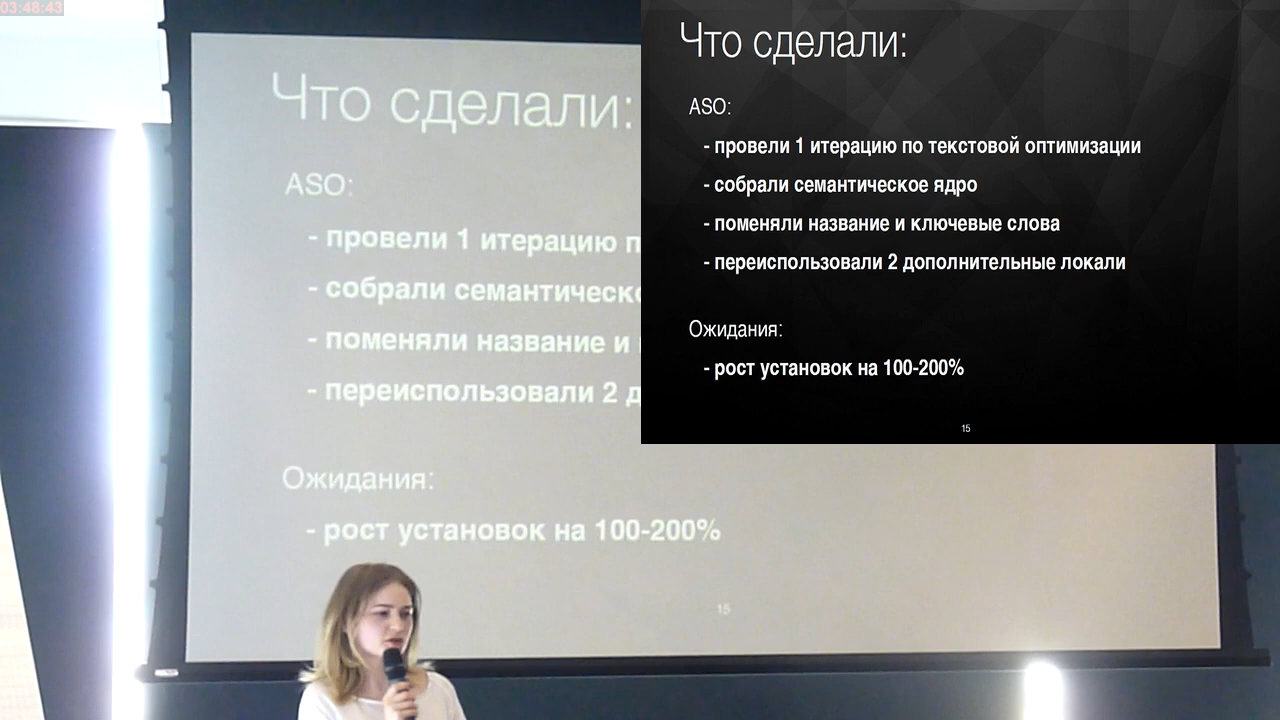 03:48:43
Что сделали:
ASO:
- провели 1 итерацию п
- собрали семантическо
- поменяли название и
- переиспользовали 2 д
Ожидания:
- рост установок на 100-200%
15
Что сделали:
ASO:
- провели 1 итерацию по текстовой оптимизации
- собрали семантическое ядро
- поменяли название и ключевые слова
- переиспользовали 2 дополнительные локали
Ожидания:
- рост установок на 100-200%
15